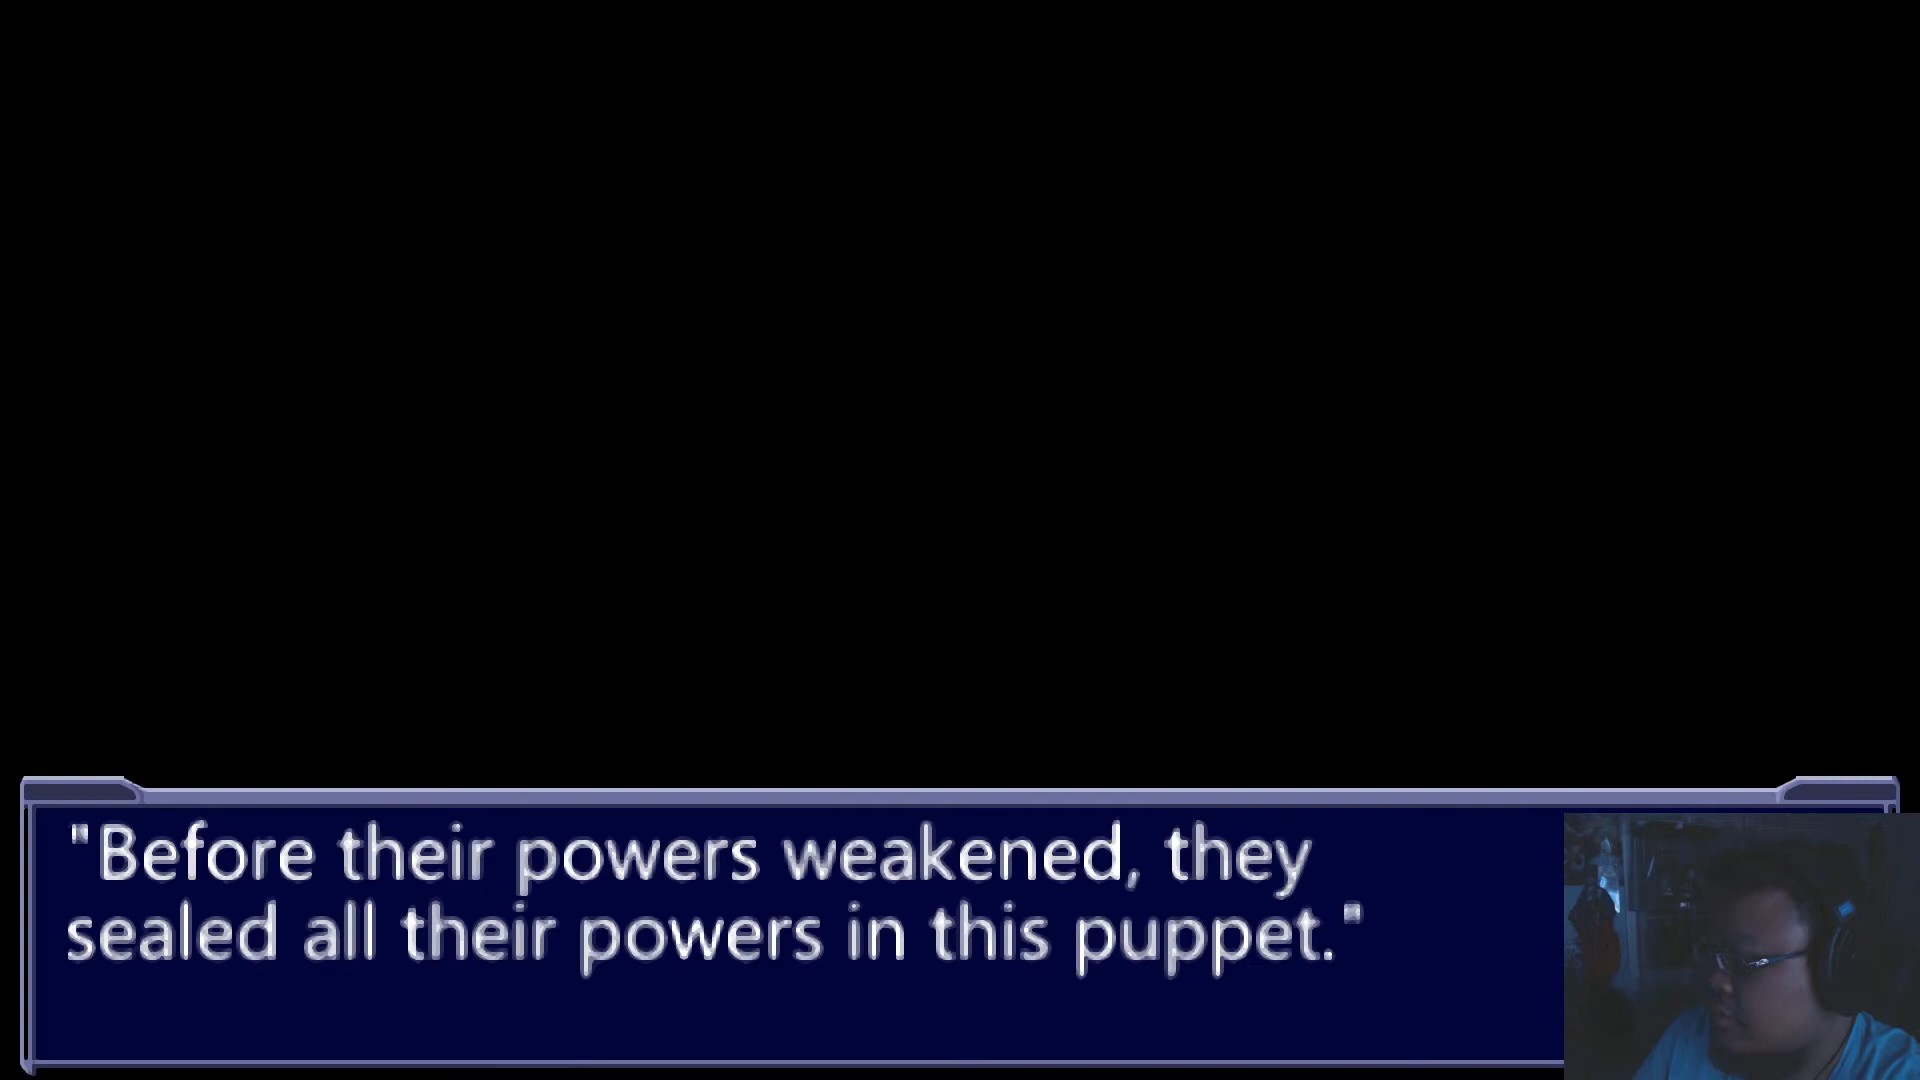 "Before their powers weakened, they
sealed all their powers in this puppet."